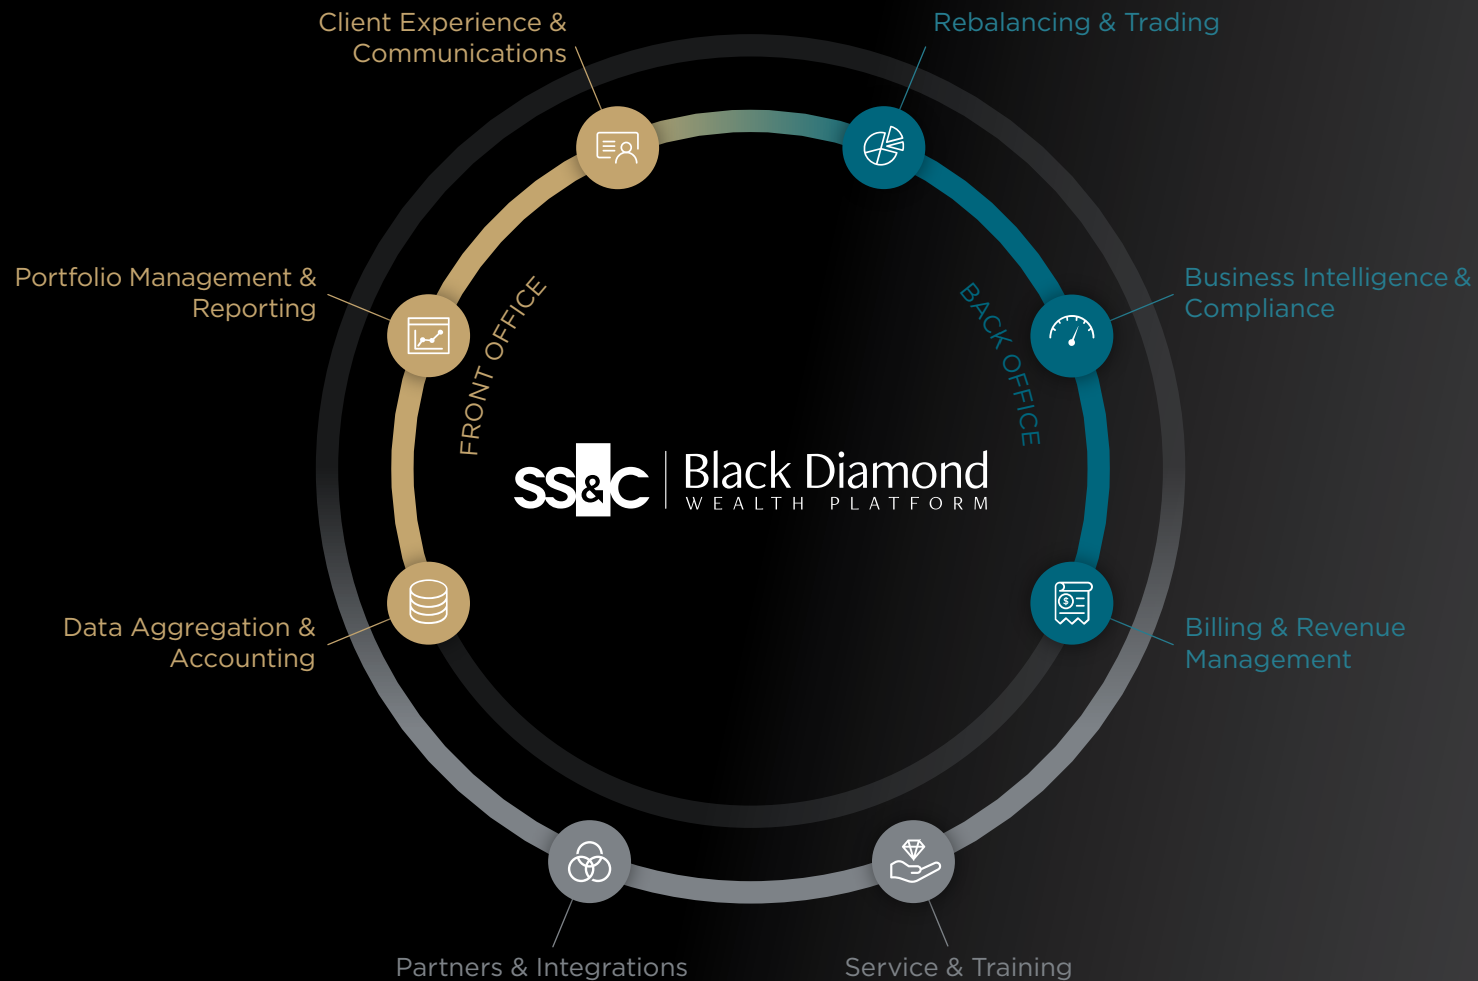 Client Experience &
Communications
Rebalancing & Trading
Portfolio Management &
Reporting
Business Intelligence &
Compliance
FRONT OFFICE
BACK OFFICE
SS&C | Black Diamond
WEALTH PLATFORM
Data Aggregation &
Accounting
$
Billing & Revenue
Management
Partners & Integrations
Service & Training